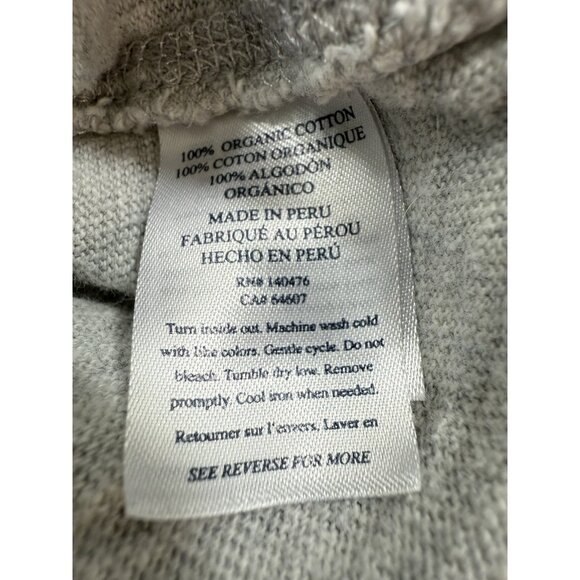 100% ORGANIC COTTON
100% COTON ORGANIQUE
100% ALGODÓN
ORGÁNICO
MADE IN PERU
FABRIQUÉ AU PÉROU
HECHO EN PERÚ
RN# 140476
CA# 64607
Turn inside out. Machine wash cold
with like colors. Gentle cycle. Do not
bleach. Tumble dry low. Remove
promptly. Cool iron when needed.
Retourner sur l'envers. Laver en
SEE REVERSE FOR MORE